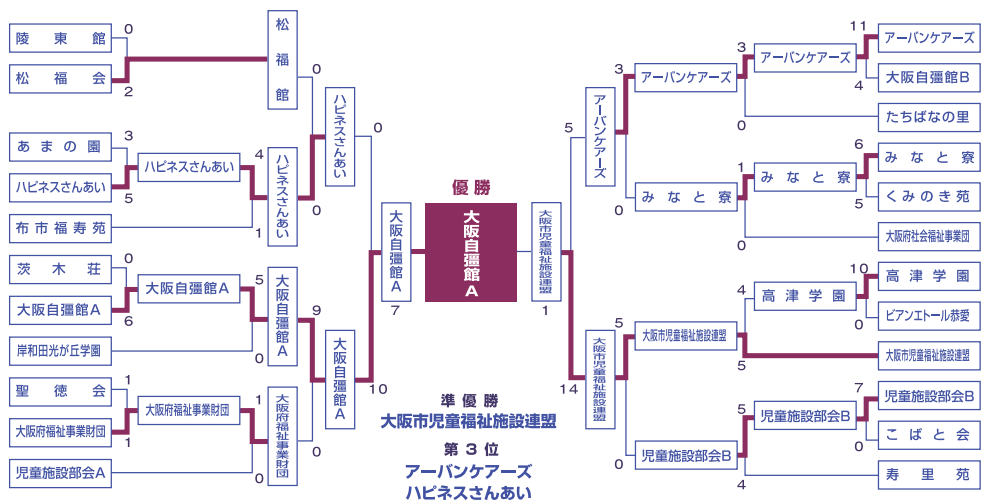 陵東館
0
松福会
2
松福館
0
あまの園
3
ハピネスさんあい
5
ハピネスさんあい
4
布市福寿苑
1
ハピネスさんあい
0
ハピネスさんあい
0
茨木荘
0
大阪自彊館A
6
大阪自彊館A
5
岸和田光が丘学園
0
大阪自彊館A
9
聖徳会
1
大阪府福祉事業財団
1
大阪府福祉事業財団
1
児童施設部会A
0
大阪府福祉事業財団
0
大阪自彊館A
10
大阪自彊館A
7
優勝
大阪自彊館A
大阪市児童福祉施設連盟
1
準優勝
大阪市児童福祉施設連盟
第3位
アーバンケアーズ
ハピネスさんあい
アーバンケアーズ
5
大阪市児童福祉施設連盟
14
アーバンケアーズ
3
みなと寮
0
大阪市児童福祉施設連盟
5
児童施設部会B
0
アーバンケアーズ
3
たちばなの里
0
アーバンケアーズ
11
大阪自彊館B
4
みなと寮
1
大阪府社会福祉事業団
0
みなと寮
6
くみのき苑
5
高津学園
4
大阪市児童福祉施設連盟
5
高津学園
10
ビアンエトール恭愛
0
児童施設部会B
5
寿里苑
4
児童施設部会B
7
こばと会
0